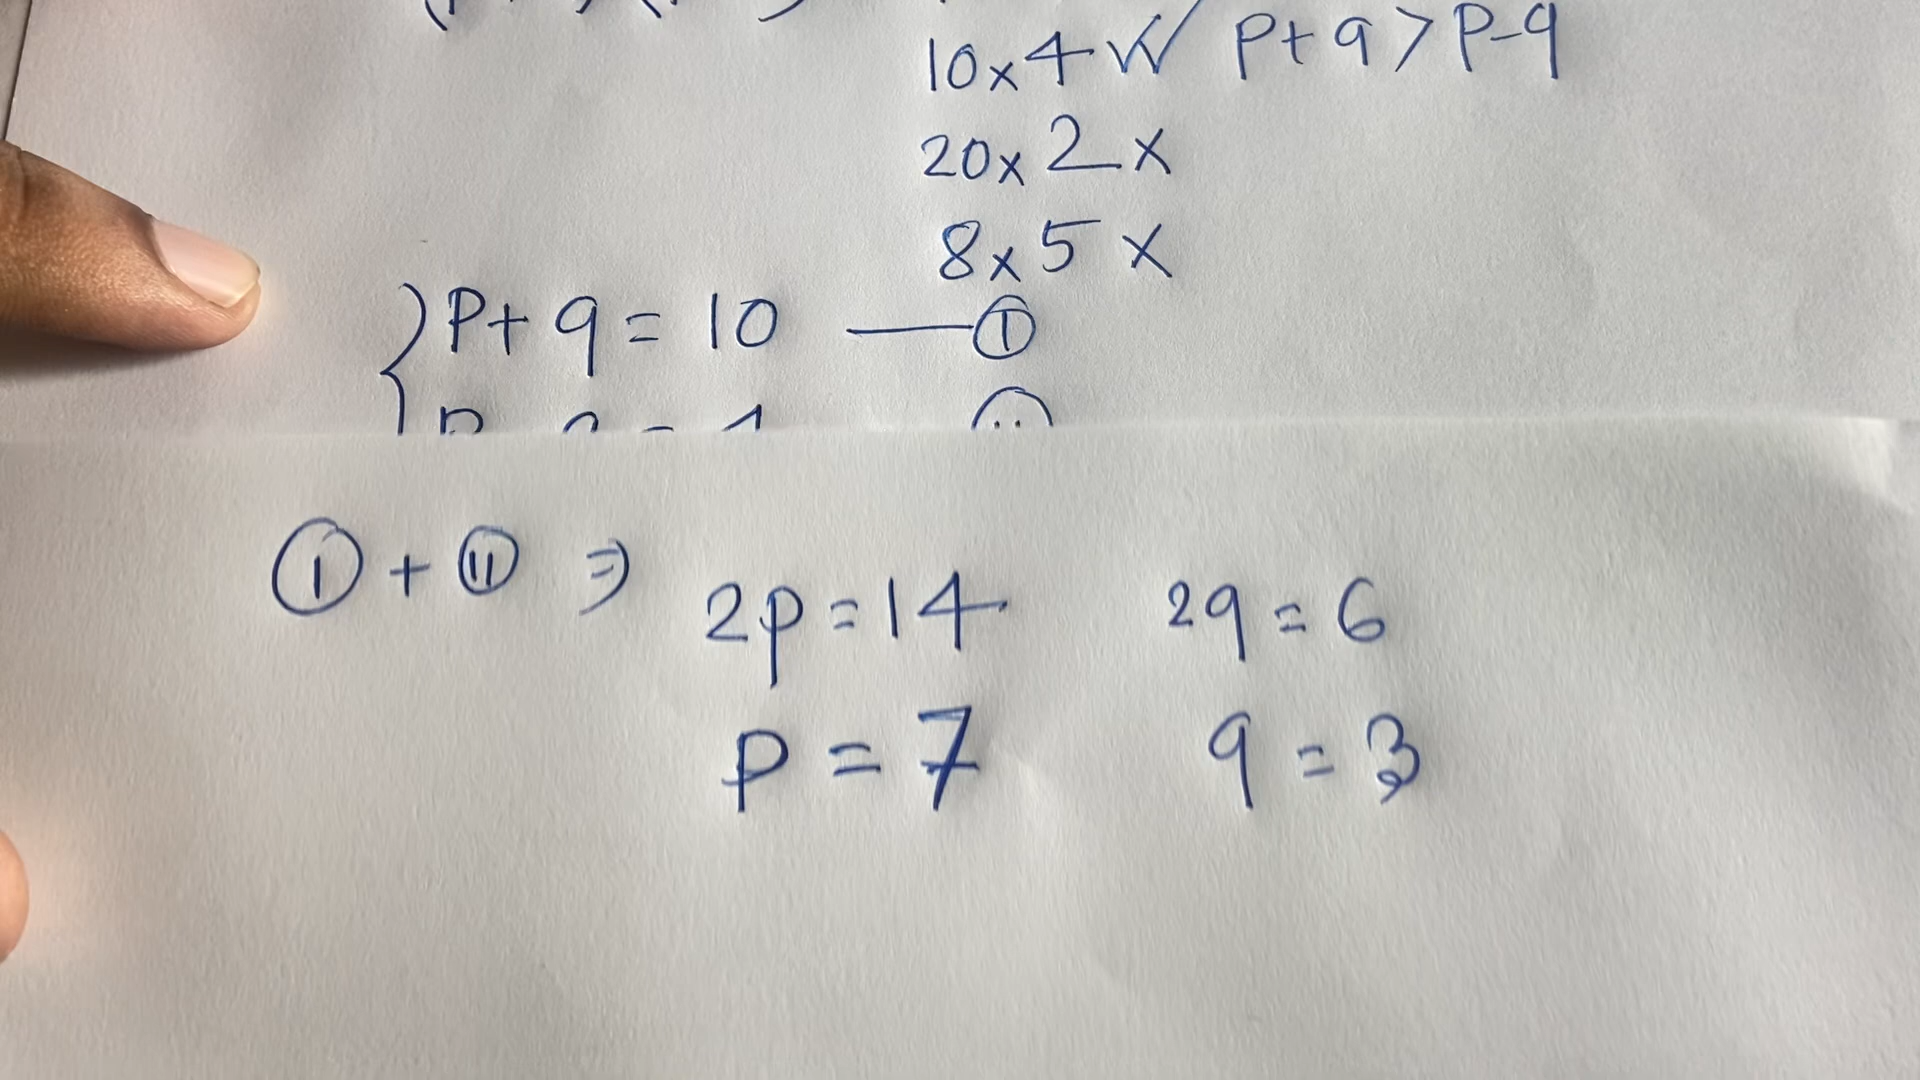 10 x 4 ✓✓ p + q > p - q
20 x 2 x
8 x 5 x
p + q = 10 — ①
① + ⑪ ⇒ 2p = 14 2q = 6
p = 7 q = 3